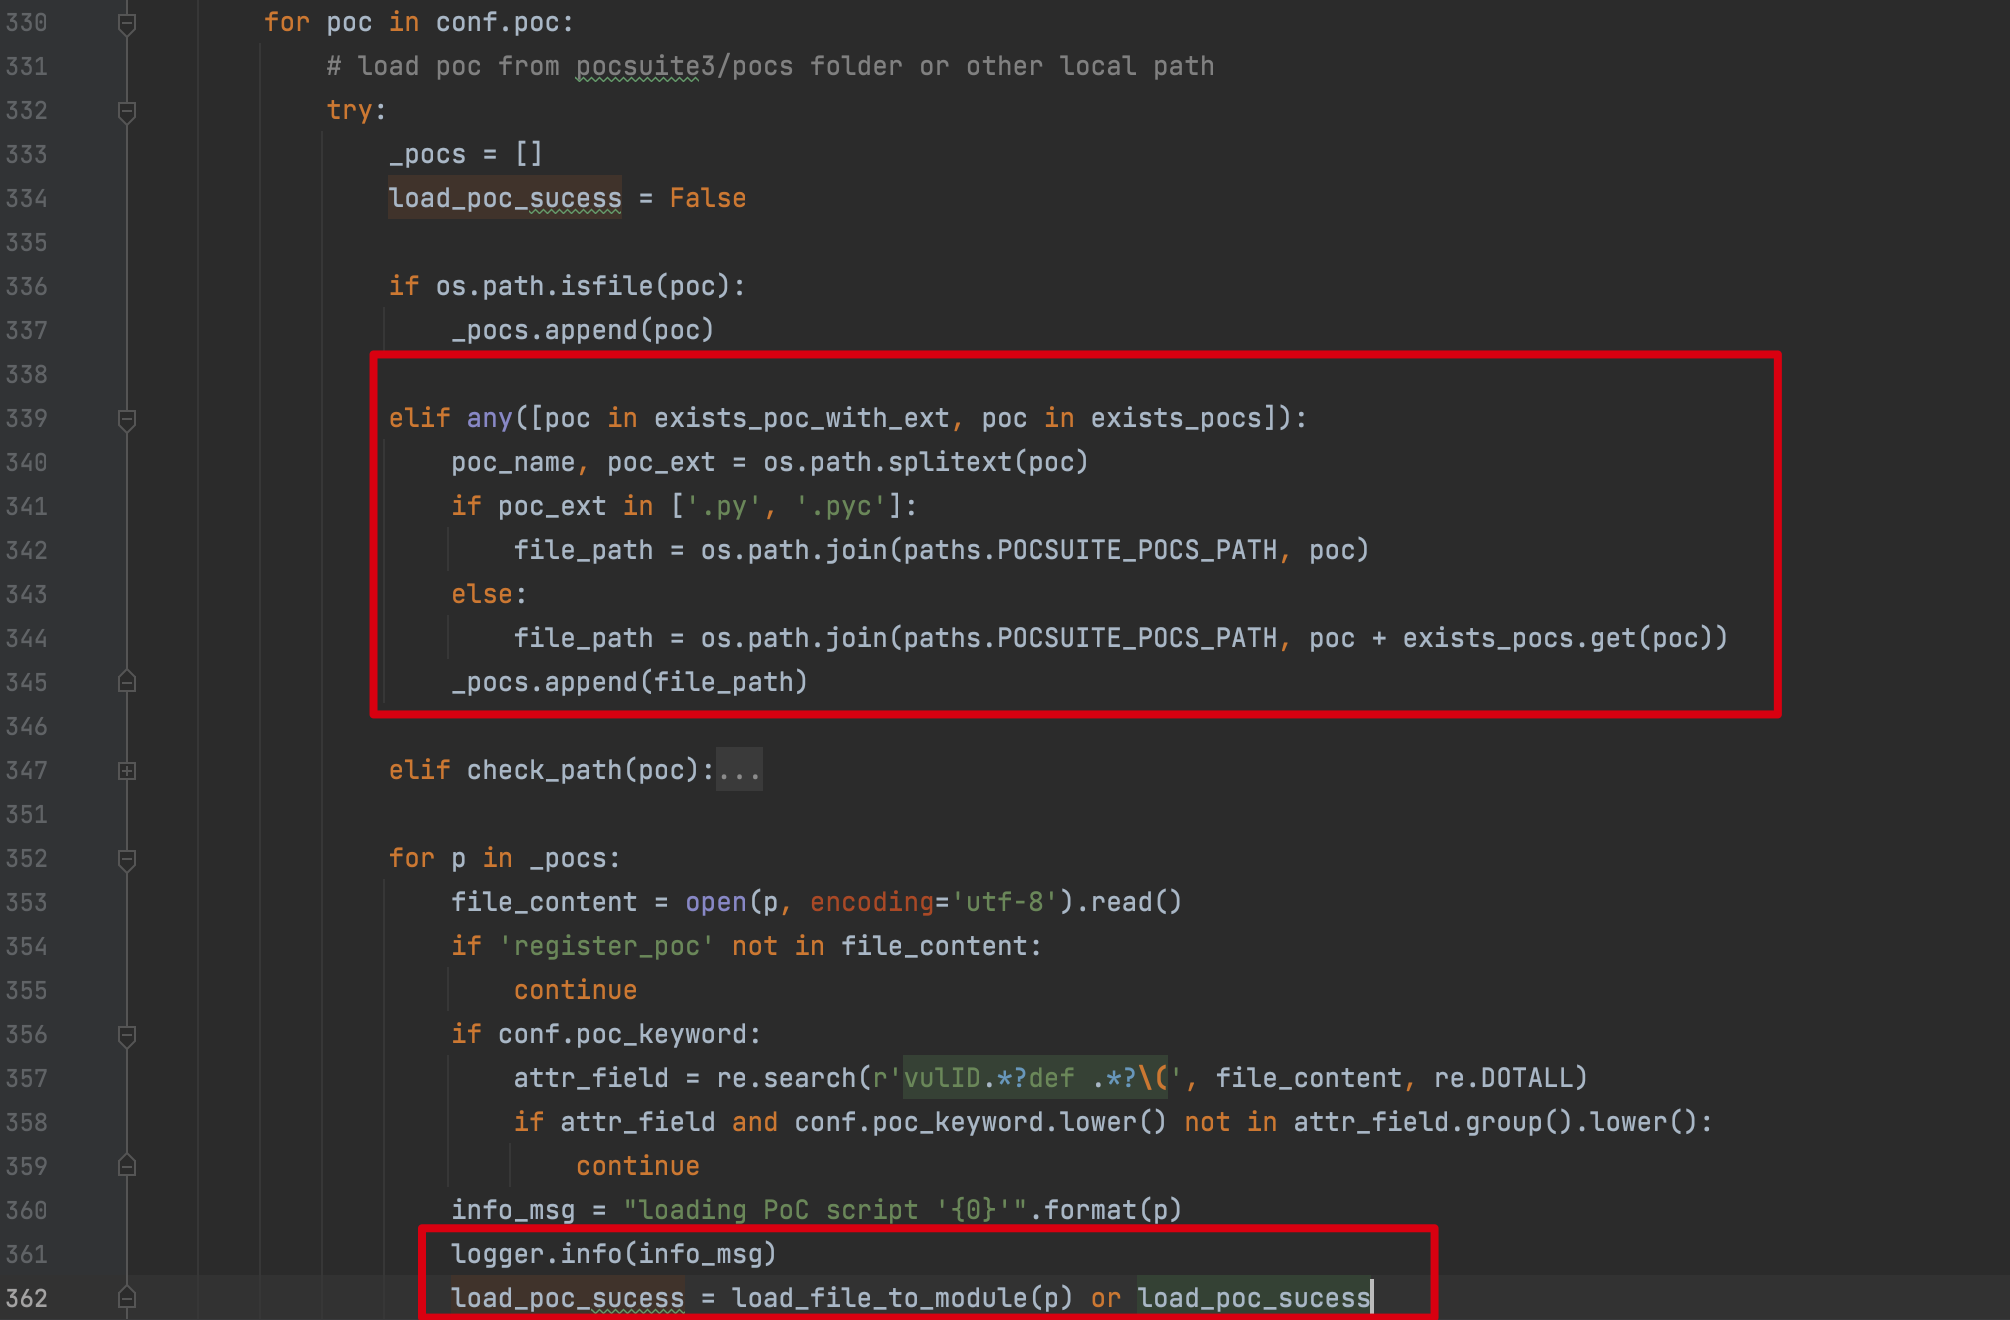 330 for poc in conf.poc:
331 # load poc from pocsuite3/pocs folder or other local path
332 try:
333 _pocs = []
334 load_poc_sucess = False
335
336 if os.path.isfile(poc):
337 _pocs.append(poc)
338
339 elif any([poc in exists_poc_with_ext, poc in exists_pocs]):
340 poc_name, poc_ext = os.path.splitext(poc)
341 if poc_ext in ['.py', '.pyc']:
342 file_path = os.path.join(paths.POCSUITE_POCS_PATH, poc)
343 else:
344 file_path = os.path.join(paths.POCSUITE_POCS_PATH, poc + exists_pocs.get(poc))
345 _pocs.append(file_path)
346
347 elif check_path(poc):...
351
352 for p in _pocs:
353 file_content = open(p, encoding='utf-8').read()
354 if 'register_poc' not in file_content:
355 continue
356 if conf.poc_keyword:
357 attr_field = re.search(r'vulID.*?def .*?\(', file_content, re.DOTALL)
358 if attr_field and conf.poc_keyword.lower() not in attr_field.group().lower():
359 continue
360 info_msg = "loading PoC script '{0}'".format(p)
361 logger.info(info_msg)
362 load_poc_sucess = load_file_to_module(p) or load_poc_sucess